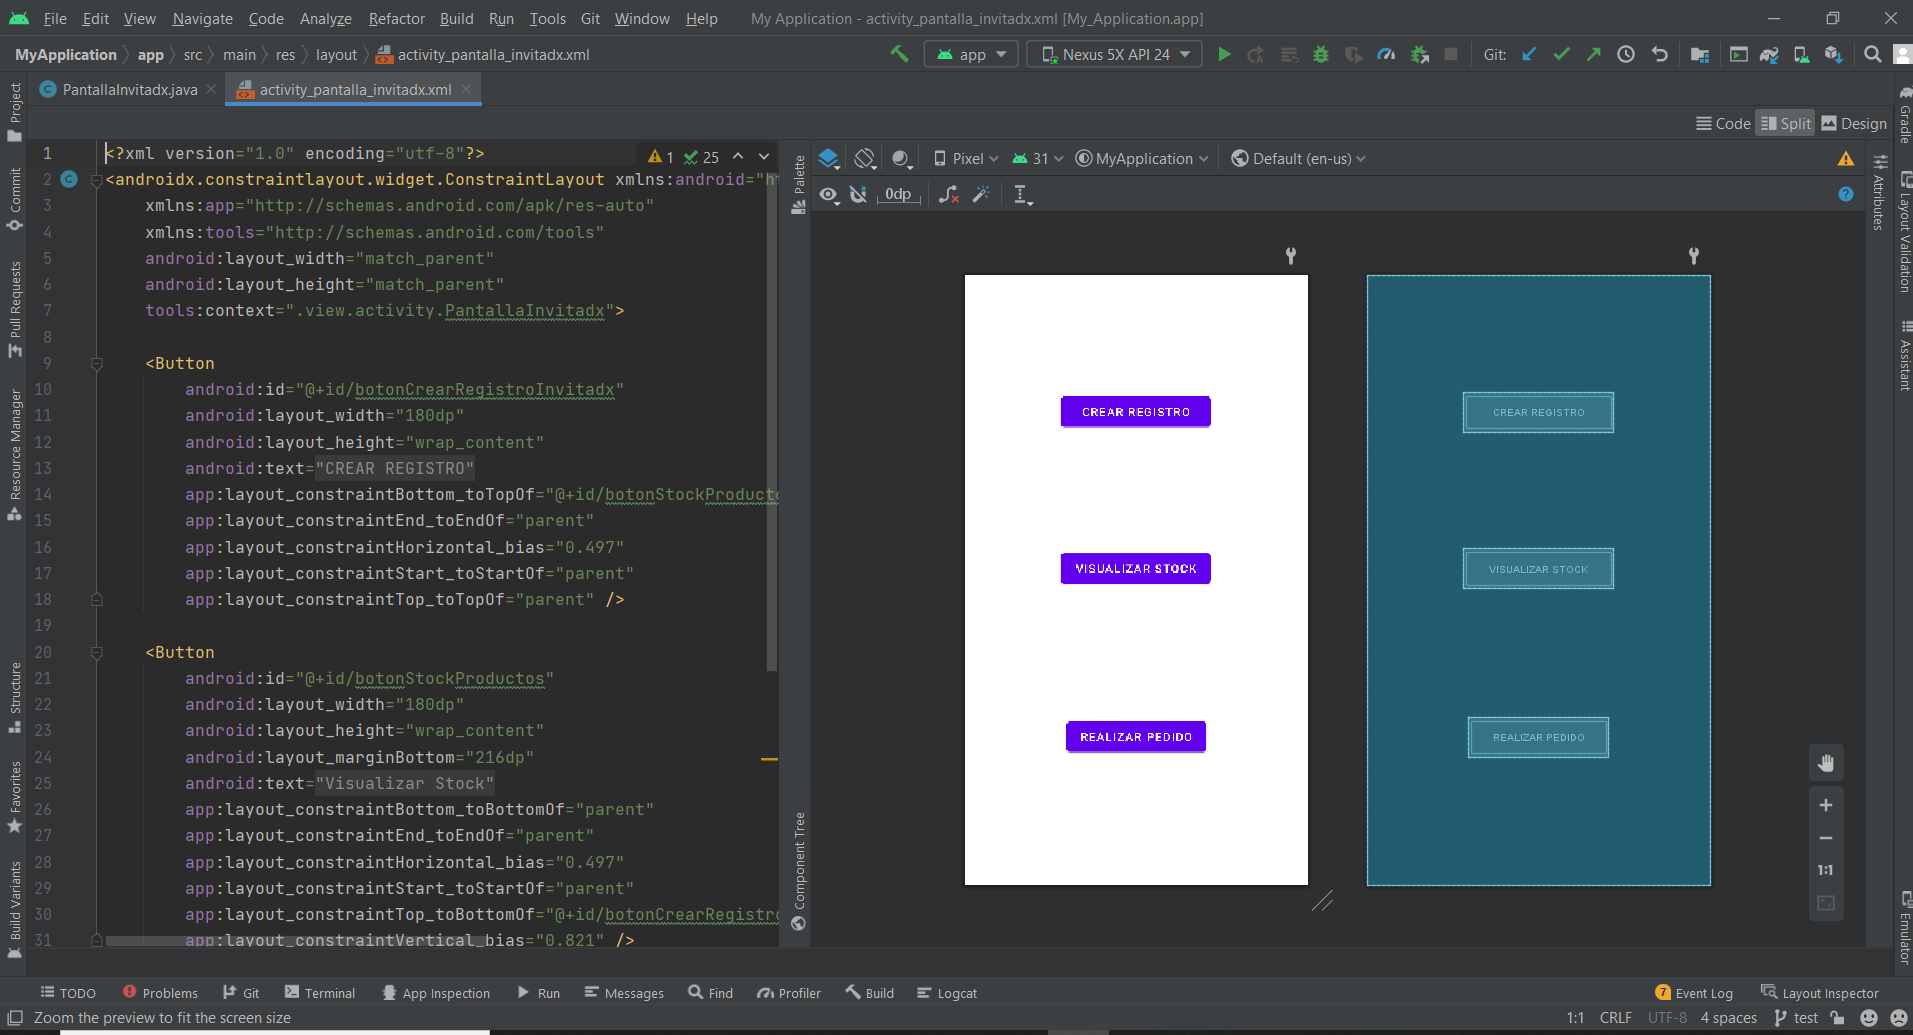 File Edit View Navigate Code Analyze Refactor Build Run Tools Git Window Help My Application - activity_pantalla_invitadx.xml [My_Application.app]
MyApplication app src main res layout activity_pantalla_invitadx.xml app Nexus 5X API 24 Git:
PantallaInvitadx.java activity_pantalla_invitadx.xml
Code Split Design
Project
Commit
Pull Requests
Resource Manager
Structure
Favorites
Build Variants
1 <?xml version="1.0" encoding="utf-8"?> 1 25
2 <androidx.constraintlayout.widget.ConstraintLayout xmlns:android="ht
3 xmlns:app="http://schemas.android.com/apk/res-auto"
4 xmlns:tools="http://schemas.android.com/tools"
5 android:layout_width="match_parent"
6 android:layout_height="match_parent"
7 tools:context=".view.activity.PantallaInvitadx">
8
9 <Button
10 android:id="@+id/botonCrearRegistroInvitadx"
11 android:layout_width="180dp"
12 android:layout_height="wrap_content"
13 android:text="CREAR REGISTRO"
14 app:layout_constraintBottom_toTopOf="@+id/botonStockProducto
15 app:layout_constraintEnd_toEndOf="parent"
16 app:layout_constraintHorizontal_bias="0.497"
17 app:layout_constraintStart_toStartOf="parent"
18 app:layout_constraintTop_toTopOf="parent" />
19
20 <Button
21 android:id="@+id/botonStockProductos"
22 android:layout_width="180dp"
23 android:layout_height="wrap_content"
24 android:layout_marginBottom="216dp"
25 android:text="Visualizar Stock"
26 app:layout_constraintBottom_toBottomOf="parent"
27 app:layout_constraintEnd_toEndOf="parent"
28 app:layout_constraintHorizontal_bias="0.497"
29 app:layout_constraintStart_toStartOf="parent"
30 app:layout_constraintTop_toBottomOf="@+id/botonCrearRegistro
31 app:layout_constraintVertical_bias="0.821" />
Palette
Component Tree
Pixel 31 MyApplication Default (en-us)
0dp
CREAR REGISTRO
VISUALIZAR STOCK
REALIZAR PEDIDO
CREAR REGISTRO
VISUALIZAR STOCK
REALIZAR PEDIDO
1:1
Attributes
Gradle
Layout Validation
Assistant
Emulator
TODO Problems Git Terminal App Inspection Run Messages Find Profiler Build Logcat 7 Event Log Layout Inspector
Zoom the preview to fit the screen size 1:1 CRLF UTF-8 4 spaces test